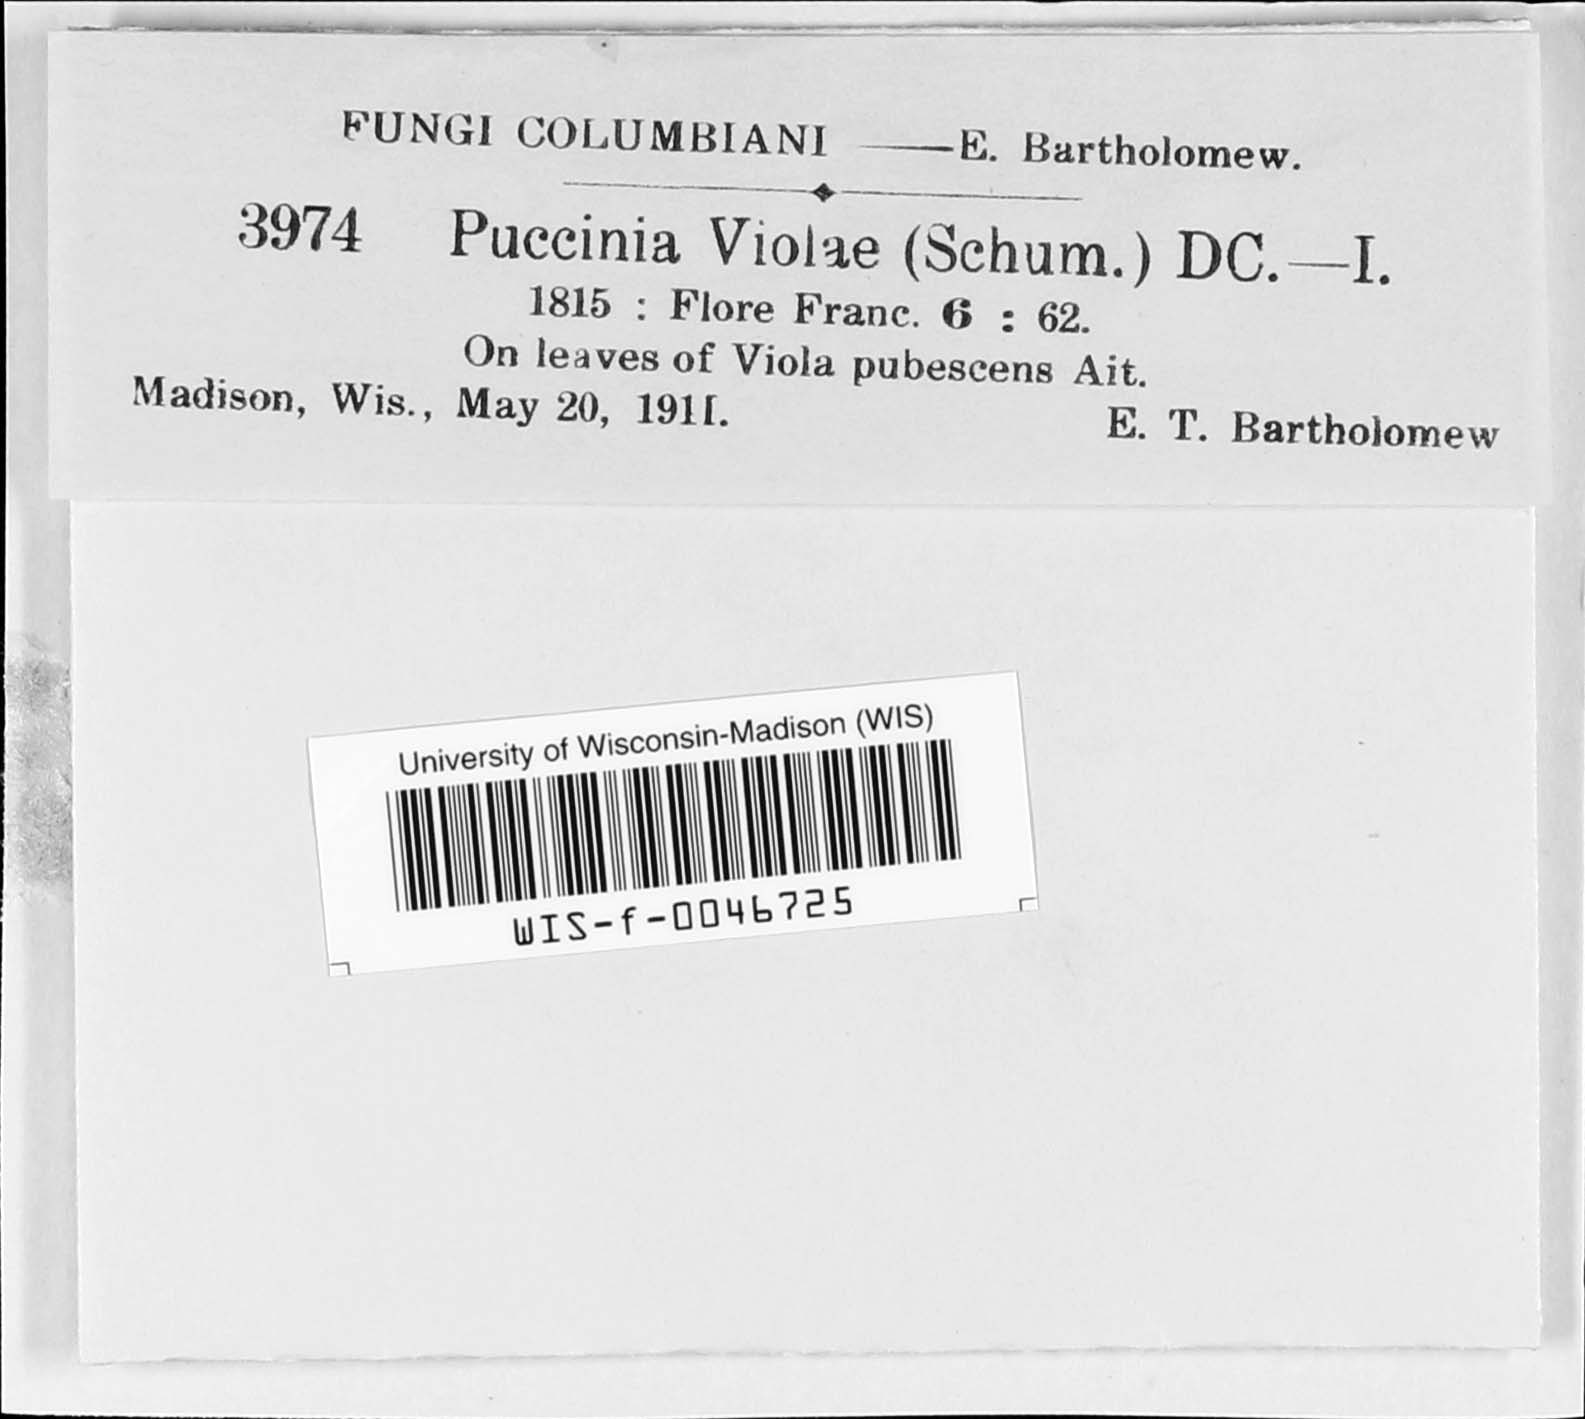 FUNGI COLUMBIANI ——E. Bartholomew.
3974 Puccinia Violae (Schum.) DC.—I.
1815 : Flore Franc. 6 : 62.
On leaves of Viola pubescens Ait.
Madison, Wis., May 20, 1911.
E. T. Bartholomew
University of Wisconsin-Madison (WIS)
WIS-f-0046725